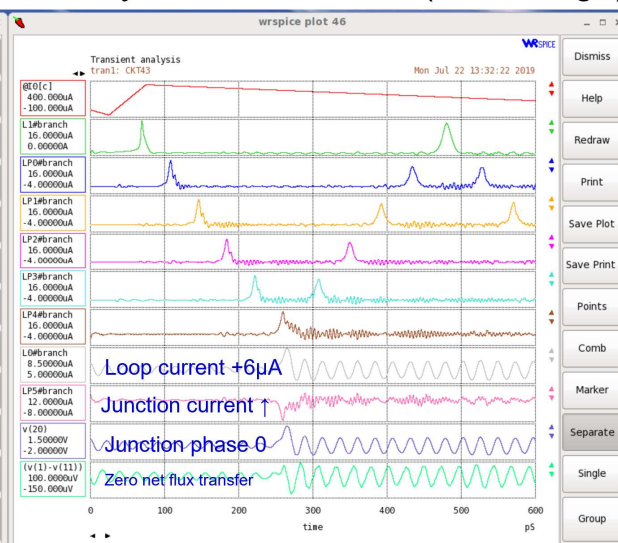 wrspice plot 46
WRSPICE
Transient analysis
tran1: CKT43
Mon Jul 22 13:32:22 2019
@I0[c]
400.000uA
-100.000uA
L1#branch
16.0000uA
0.00000A
LP0#branch
16.0000uA
-4.00000uA
LP1#branch
16.0000uA
-4.00000uA
LP2#branch
16.0000uA
-4.00000uA
LP3#branch
16.0000uA
-4.00000uA
LP4#branch
16.0000uA
-4.00000uA
L0#branch
8.50000uA
5.00000uA
Loop current +6μA
LP5#branch
12.0000uA
-8.00000uA
Junction current ↑
v(20)
1.50000V
-2.00000V
Junction phase 0
(v(1)-v(11))
100.0000uV
-150.000uV
Zero net flux transfer
0 100 200 300 400 500 600
time pS
Dismiss
Help
Redraw
Print
Save Plot
Save Print
Points
Comb
Marker
Separate
Single
Group